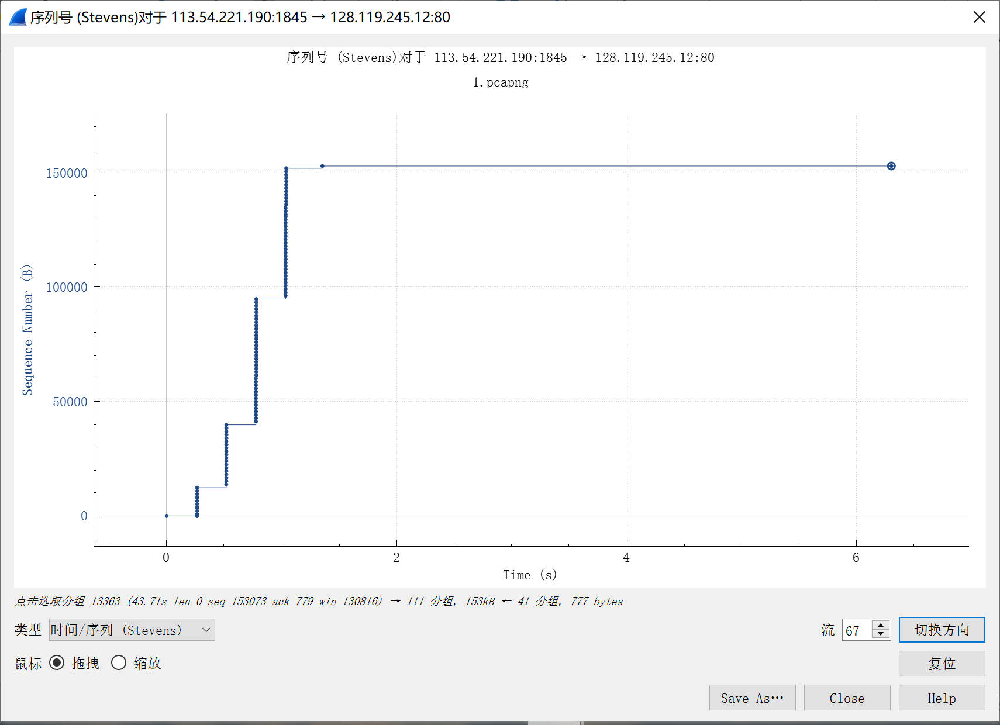 序列号 (Stevens)对于 113.54.221.190:1845 → 128.119.245.12:80
序列号 (Stevens)对于 113.54.221.190:1845 → 128.119.245.12:80
1.pcapng
Sequence Number (B)
150000
100000
50000
0
0 2 4 6
Time (s)
点击选取分组 13363 (43.71s len 0 seq 153073 ack 779 win 130816) → 111 分组, 153kB ← 41 分组, 777 bytes
类型 时间/序列 (Stevens) 流 67 切换方向
鼠标 拖拽 缩放 复位
Save As… Close Help